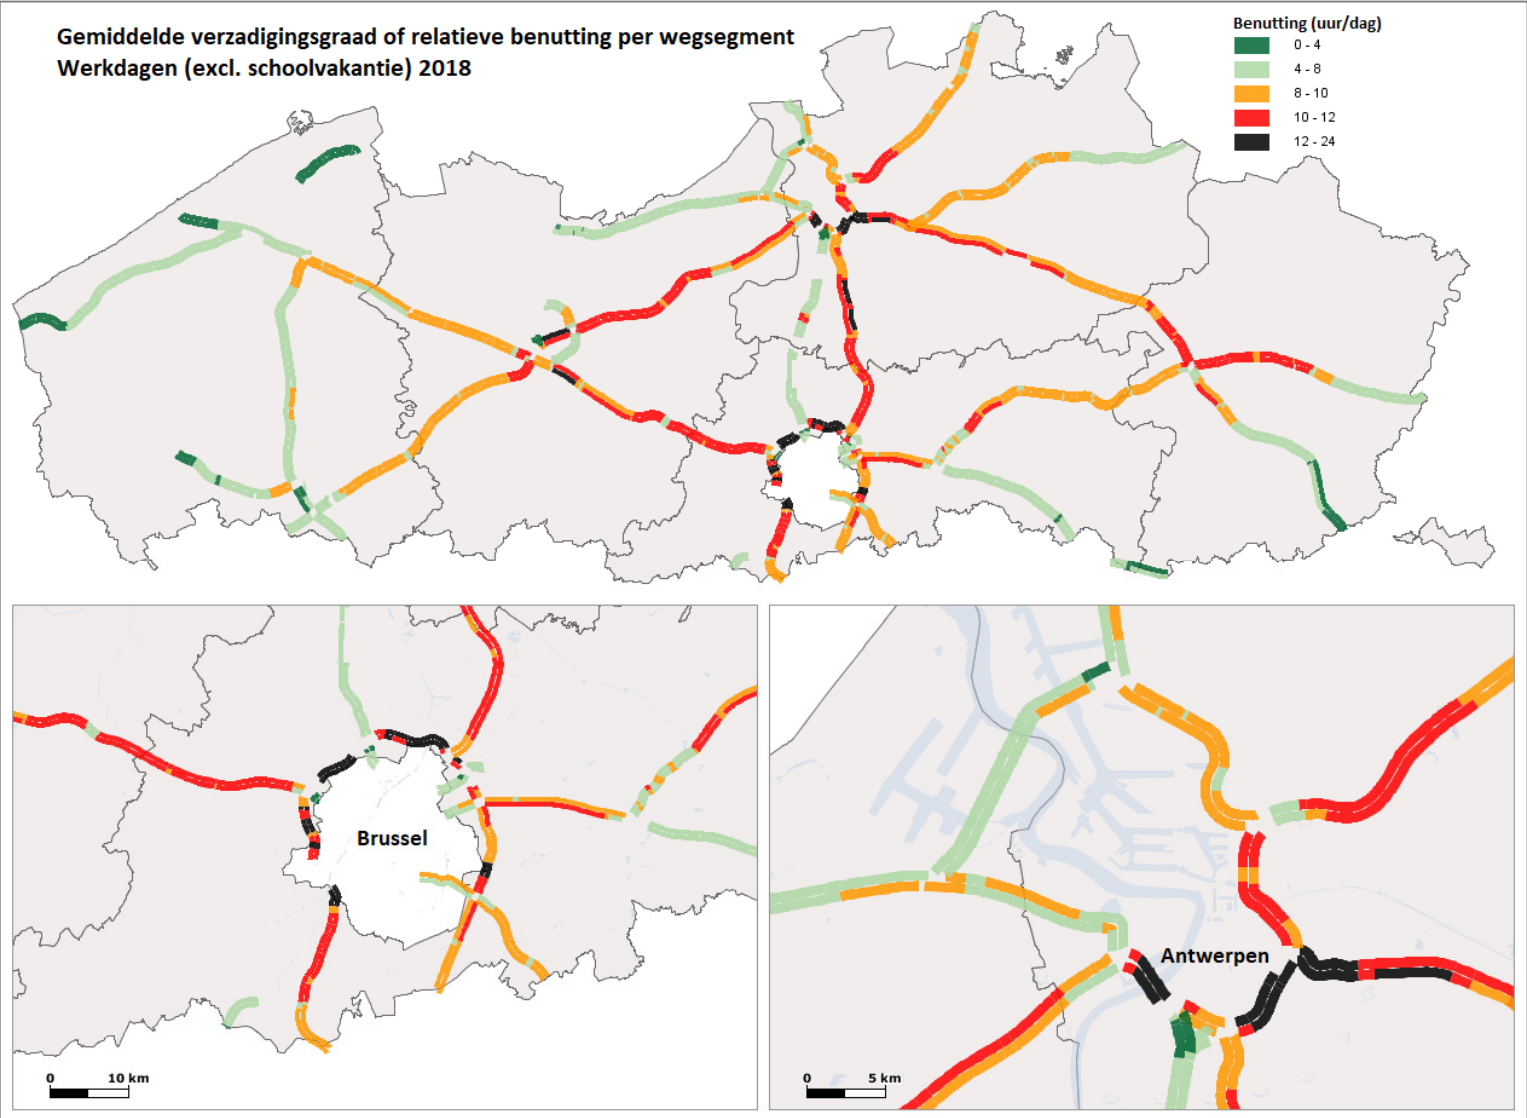 Gemiddelde verzadigingsgraad of relatieve benutting per wegsegment
Werkdagen (excl. schoolvakantie) 2018
Benutting (uur/dag)
0 - 4
4 - 8
8 - 10
10 - 12
12 - 24
Brussel
0 10 km
Antwerpen
0 5 km